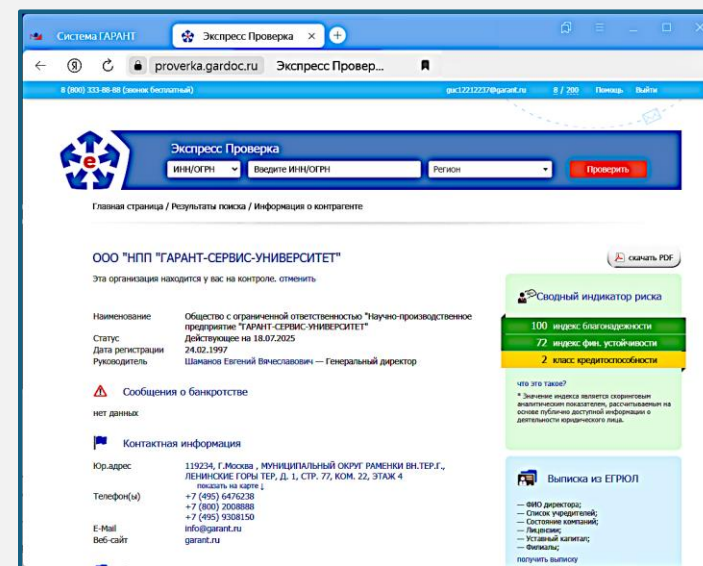 Система ГАРАНТ
Экспресс Проверка
proverka.gardoc.ru Экспресс Провер...
8 (800) 333-88-88 (звонок бесплатный) guc12212237@garant.ru 8 / 200 Помощь Выйти
e
Экспресс Проверка
ИНН/ОГРН Введите ИНН/ОГРН Регион Проверить
Главная страница / Результаты поиска / Информация о контрагенте
ООО "НПП "ГАРАНТ-СЕРВИС-УНИВЕРСИТЕТ"
скачать PDF
Эта организация находится у вас на контроле. отменить
Наименование Общество с ограниченной ответственностью "Научно-производственное
предприятие "ГАРАНТ-СЕРВИС-УНИВЕРСИТЕТ"
Статус Действующее на 18.07.2025
Дата регистрации 24.02.1997
Руководитель Шаманов Евгений Вячеславович — Генеральный директор
Сообщения о банкротстве
нет данных
Контактная информация
Юр.адрес 119234, Г.Москва , МУНИЦИПАЛЬНЫЙ ОКРУГ РАМЕНКИ ВН.ТЕР.Г.,
ЛЕНИНСКИЕ ГОРЫ ТЕР, Д. 1, СТР. 77, КОМ. 22, ЭТАЖ 4
показать на карте ↓
Телефон(ы) +7 (495) 6476238
+7 (800) 2008888
+7 (495) 9308150
E-Mail info@garant.ru
Веб-сайт garant.ru
Сводный индикатор риска
100 индекс благонадежности
72 индекс фин. устойчивости
2 класс кредитоспособности
что это такое?
* Значение индекса является скоринговым
аналитическим показателем, рассчитываемым на
основе публично доступной информации о
деятельности юридического лица.
Выписка из ЕГРЮЛ
— ФИО директора;
— Список учредителей;
— Состояние компаний;
— Лицензии;
— Уставный капитал;
— Филиалы;
получить выписку